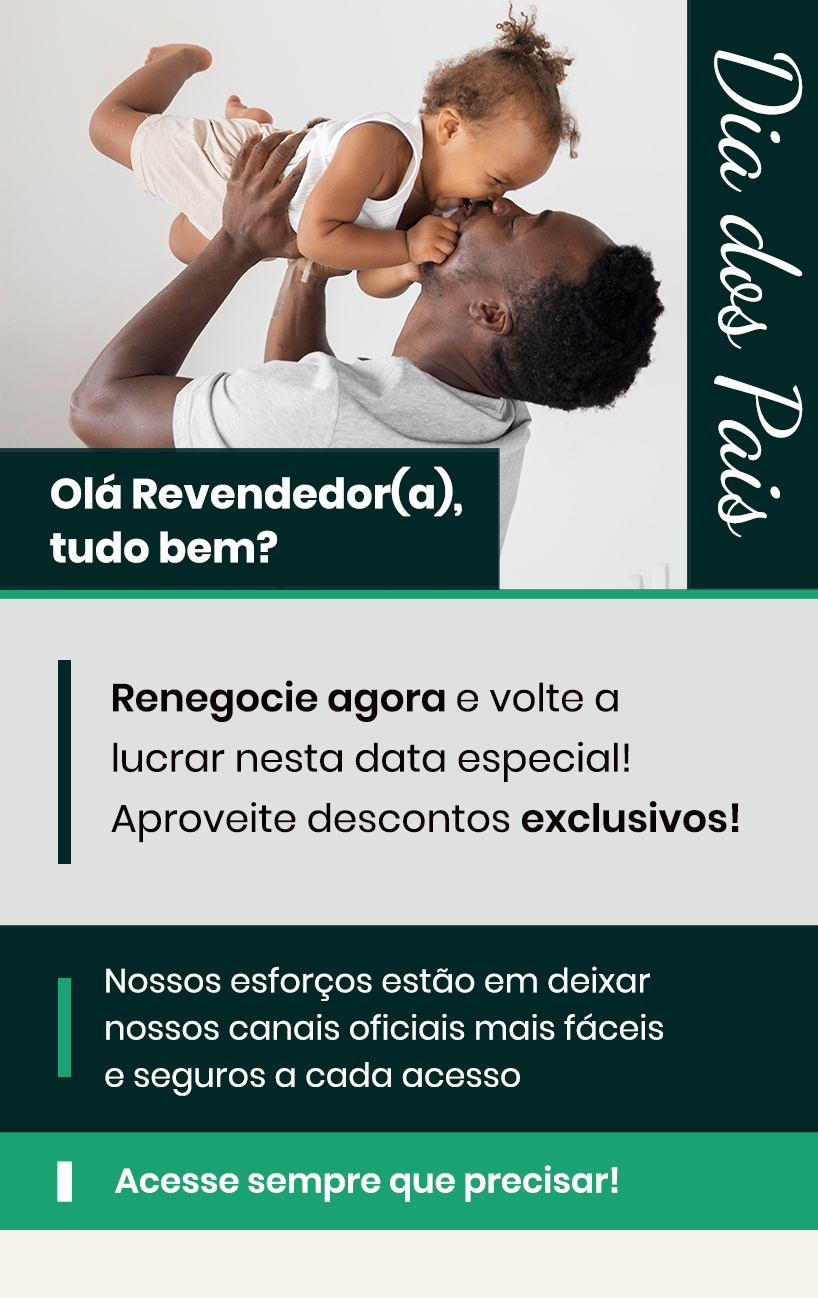 Dia dos Pais
Olá Revendedor(a),
tudo bem?
Renegocie agora e volte a
lucrar nesta data especial!
Aproveite descontos exclusivos!
Nossos esforços estão em deixar
nossos canais oficiais mais fáceis
e seguros a cada acesso
Acesse sempre que precisar!